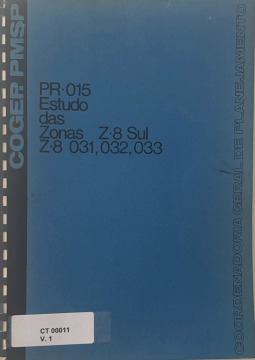 COGER PMSP
PR·015
Estudo
das
Zonas Z·8 Sul
Z·8 031, 032, 033
COORDENADORIA GERAL DE PLANEJAMENTO
CT 00011
V. 1